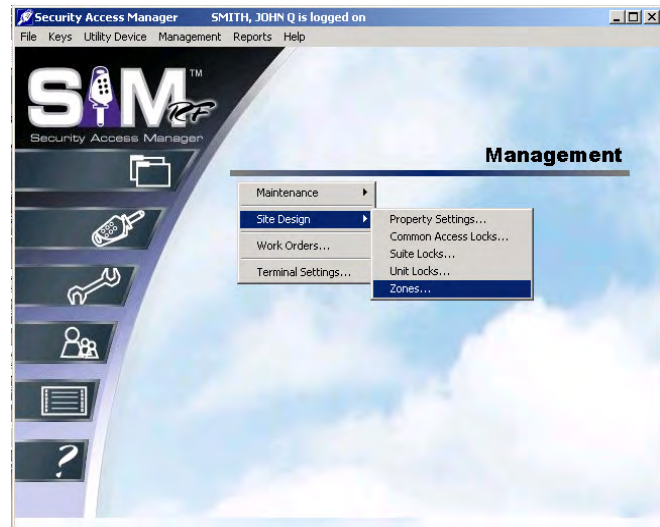 Security Access Manager SMITH, JOHN Q is logged on
File Keys Utility Device Management Reports Help
SAM TM
RF
Security Access Manager
Management
Maintenance
Site Design
Work Orders...
Terminal Settings...
Property Settings...
Common Access Locks...
Suite Locks...
Unit Locks...
Zones...
?